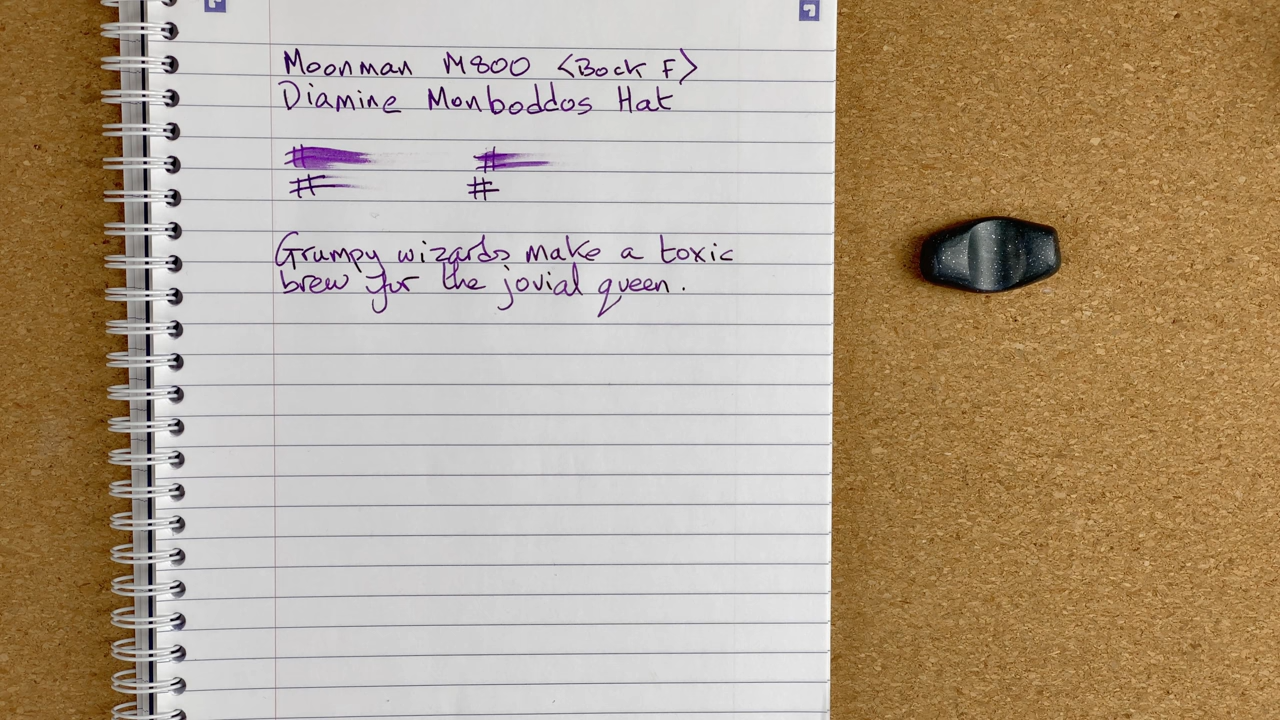 Moonman M800 <Bock F>
Diamine Monboddos Hat
# #
# #
Grumpy wizards make a toxic
brew for the jovial queen.